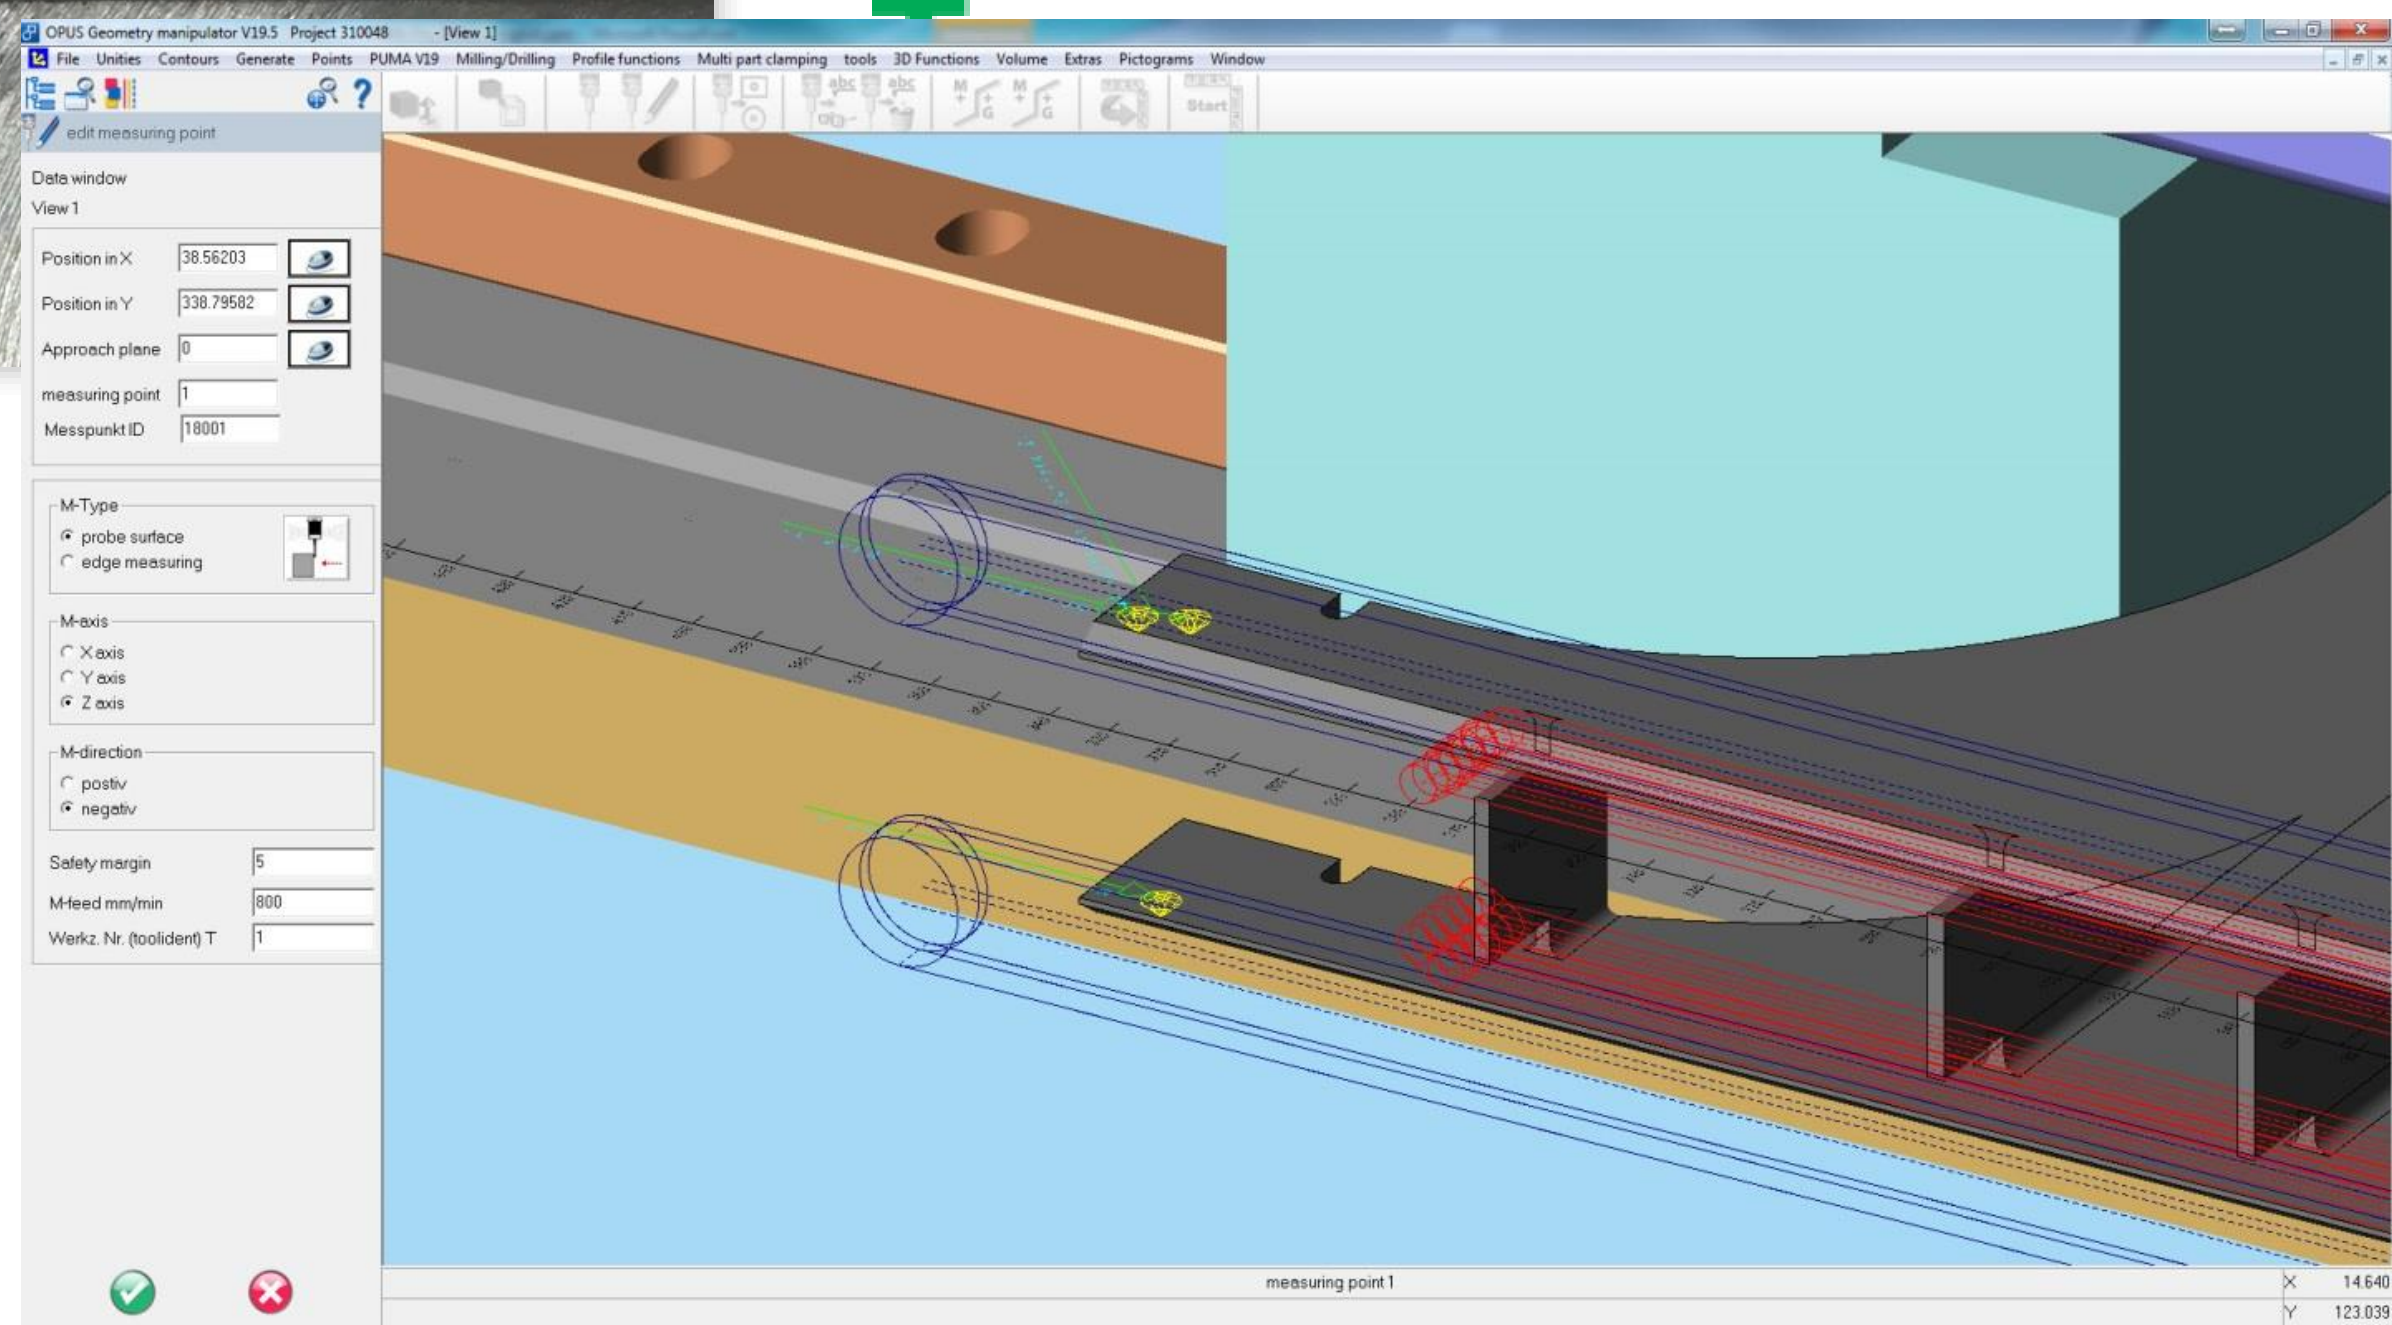 OPUS Geometry manipulator V19.5 Project 310048 - [View 1]
File Unities Contours Generate Points PUMA V19 Milling/Drilling Profile functions Multi part clamping tools 3D Functions Volume Extras Pictograms Window
abc abc M G M G Start
edit measuring point
Data window
View 1
Position in X 38.56203
Position in Y 338.79582
Approach plane 0
measuring point 1
Messpunkt ID 18001
M-Type
probe surface
edge measuring
M-axis
X axis
Y axis
Z axis
M-direction
postiv
negativ
Safety margin 5
M-feed mm/min 800
Werkz. Nr. (toolident) T 1
measuring point 1
X 14.640
Y 123.039